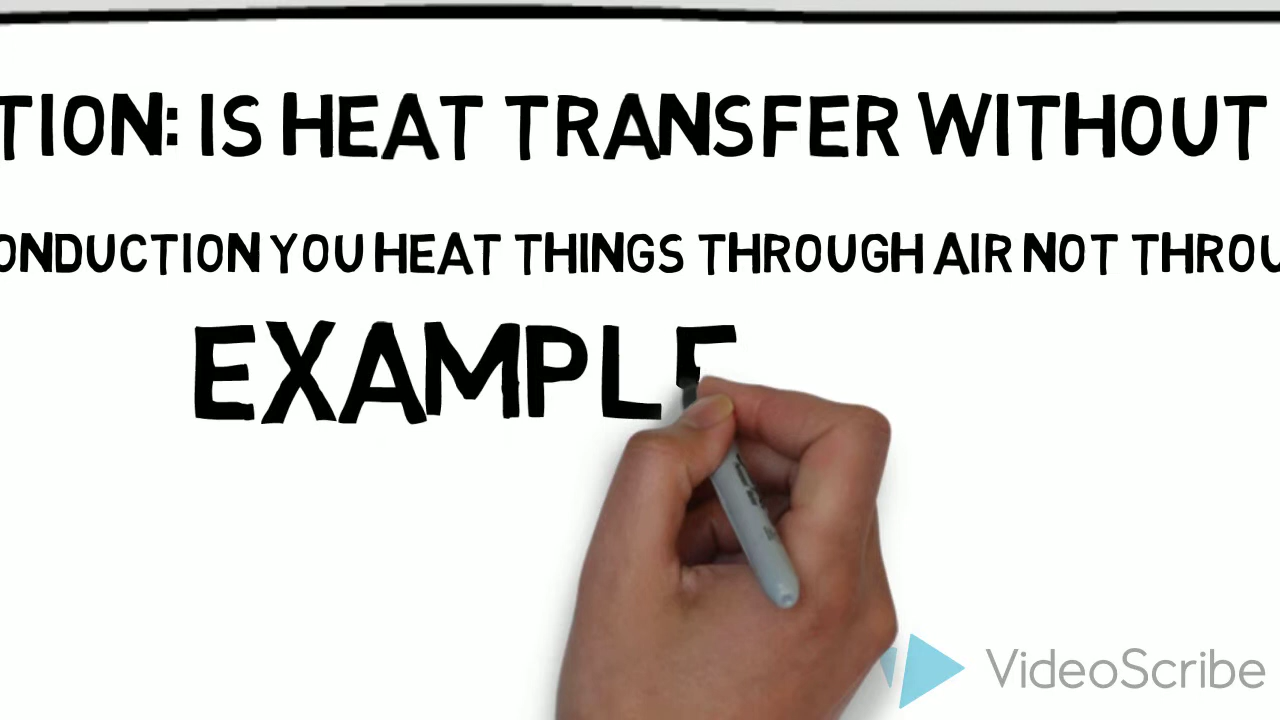 TION: IS HEAT TRANSFER WITHOUT
ONDUCTION YOU HEAT THINGS THROUGH AIR NOT THROU
EXAMPLE
VideoScribe